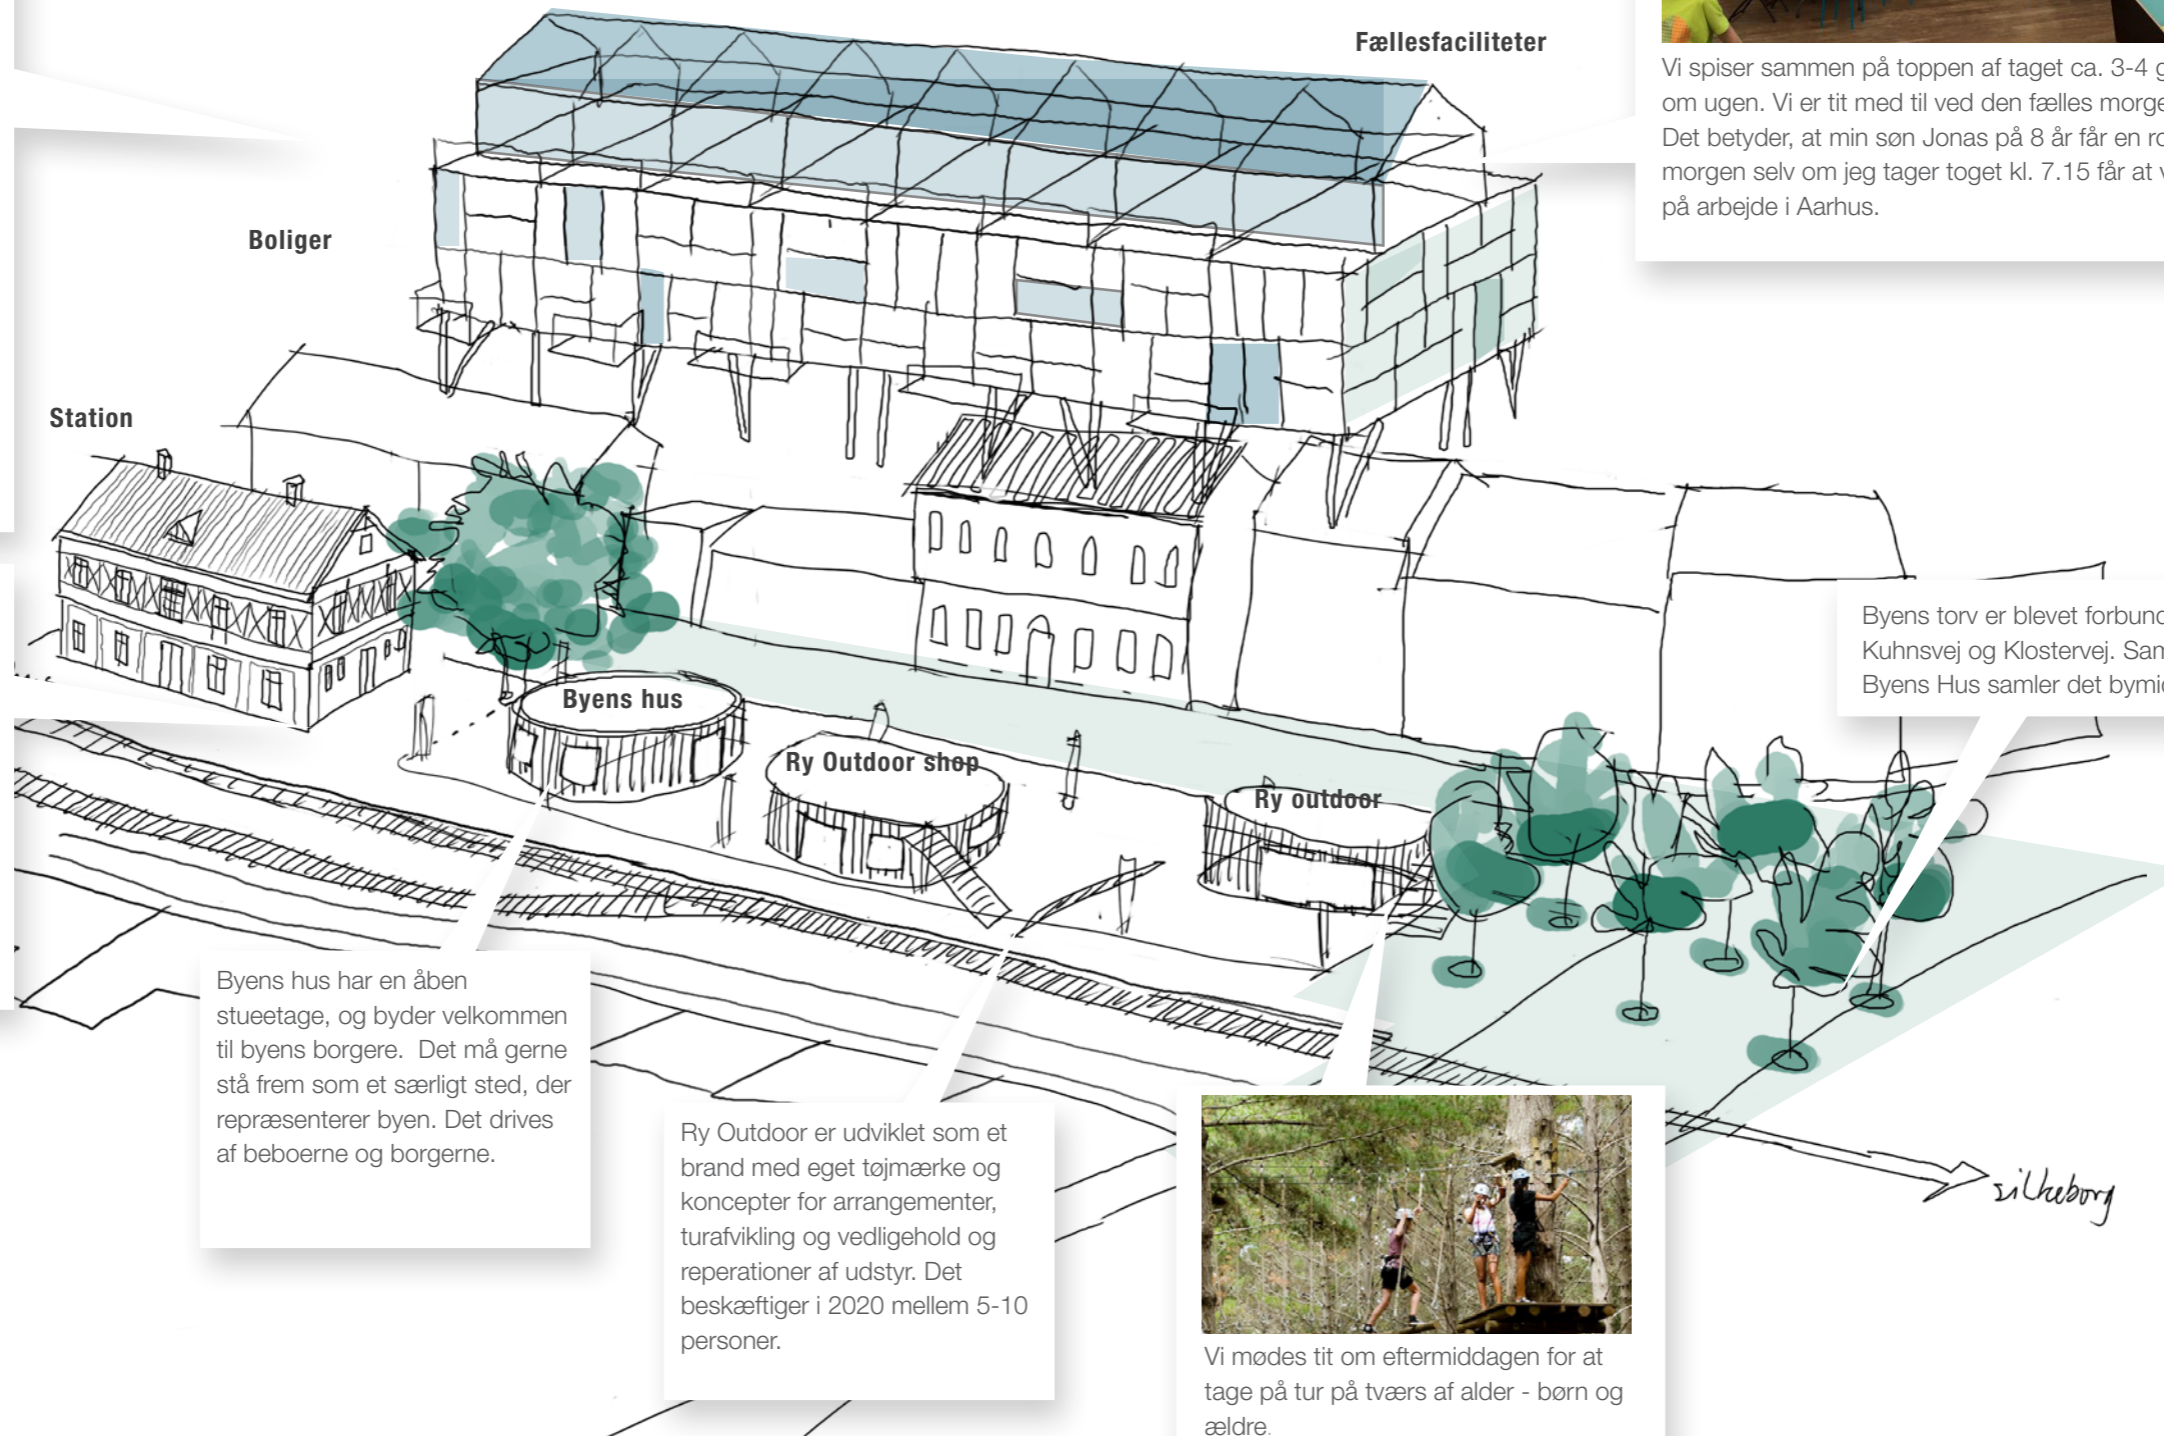 Fællesfaciliteter
Vi spiser sammen på toppen af taget ca. 3-4
om ugen. Vi er tit med til ved den fælles
Det betyder, at min søn Jonas på 8 år får en
morgen selv om jeg tager toget kl. 7.15 får at
på arbejde i Aarhus.
Boliger
Station
Byens torv er blevet
Kuhnsvej og Klostervej.
Byens Hus samler det
Byens hus
Ry Outdoor shop
Ry outdoor
Byens hus har en åben
stueetage, og byder velkommen
til byens borgere. Det må gerne
stå frem som et særligt sted, der
repræsenterer byen. Det drives
af beboerne og borgerne.
Ry Outdoor er udviklet som et
brand med eget tøjmærke og
koncepter for arrangementer,
turafvikling og vedligehold og
reperationer af udstyr. Det
beskæftiger i 2020 mellem 5-10
personer.
silkeborg
Vi mødes tit om eftermiddagen for at
tage på tur på tværs af alder - børn og
ældre.